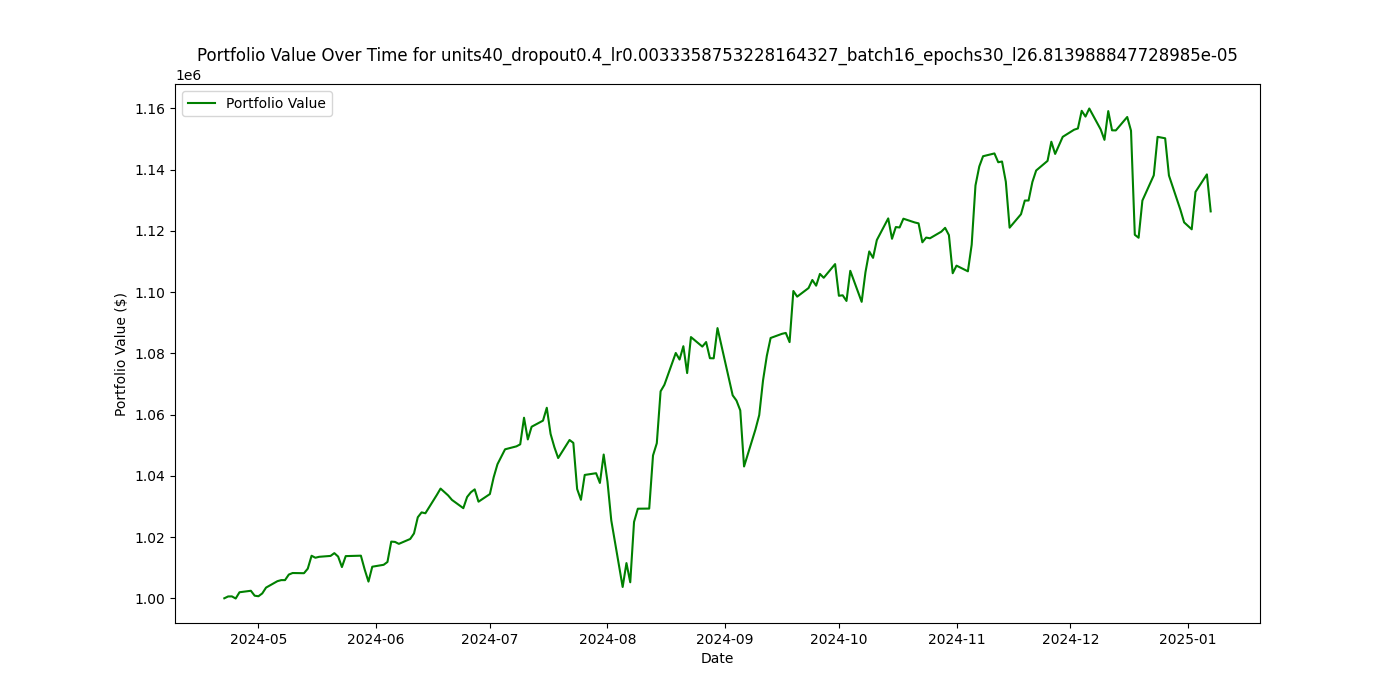 Portfolio Value Over Time for units40_dropout0.4_lr0.0033358753228164327_batch16_epochs30_l26.813988847728985e-05
1e6
Portfolio Value
1.16
1.14
1.12
1.10
1.08
1.06
1.04
1.02
1.00
Portfolio Value ($)
2024-05 2024-06 2024-07 2024-08 2024-09 2024-10 2024-11 2024-12 2025-01
Date